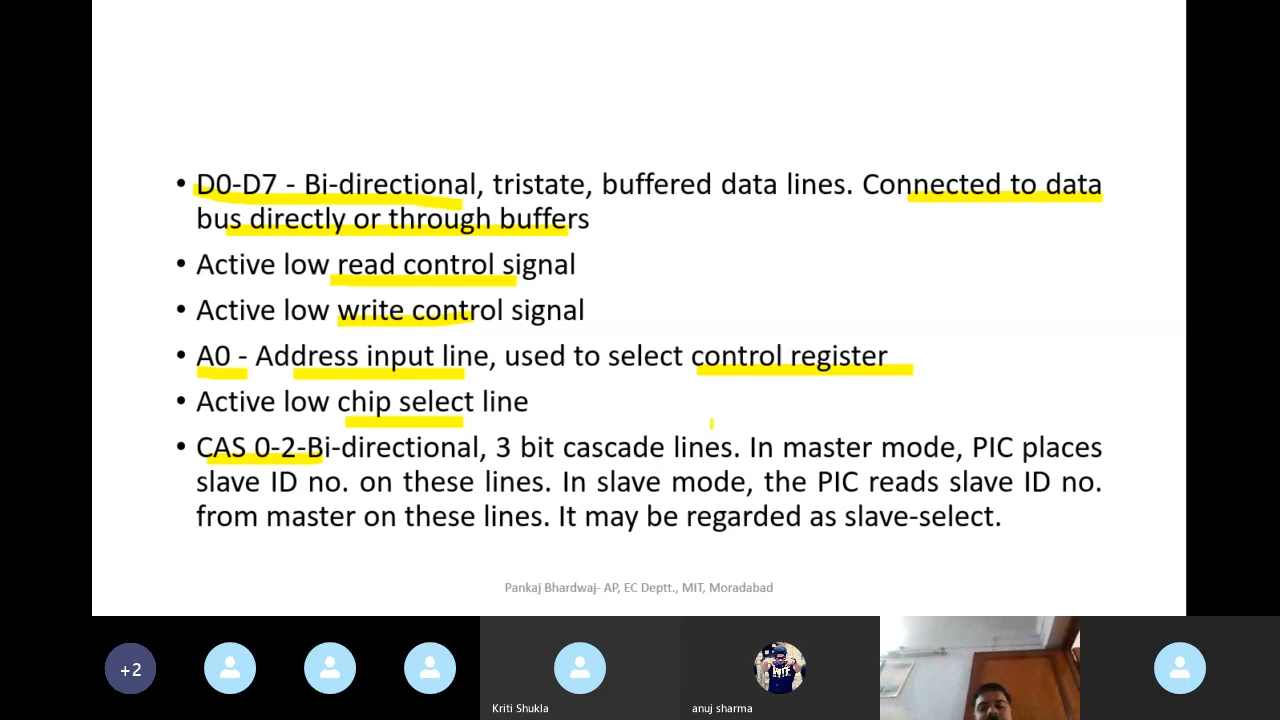 • D0-D7 - Bi-directional, tristate, buffered data lines. Connected to data
bus directly or through buffers
• Active low read control signal
• Active low write control signal
• A0 - Address input line, used to select control register
• Active low chip select line
• CAS 0-2-Bi-directional, 3 bit cascade lines. In master mode, PIC places
slave ID no. on these lines. In slave mode, the PIC reads slave ID no.
from master on these lines. It may be regarded as slave-select.
Pankaj Bhardwaj- AP, EC Deptt., MIT, Moradabad
+2
Kriti Shukla
anuj sharma